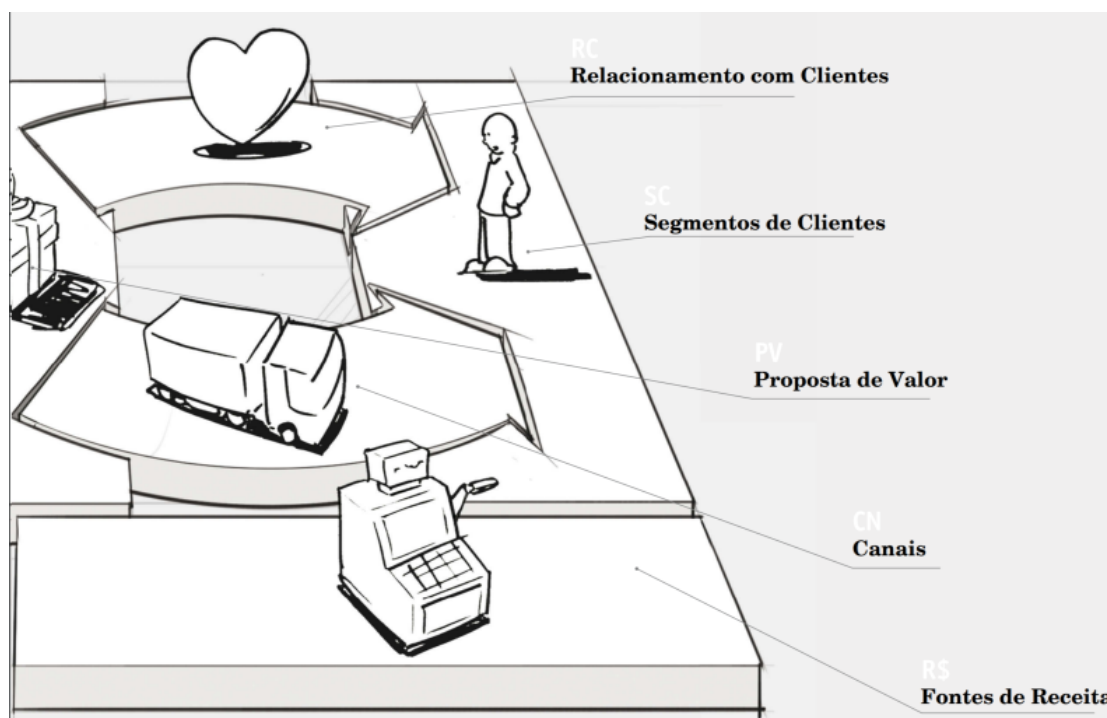 RC
Relacionamento com Clientes
SC
Segmentos de Clientes
PV
Proposta de Valor
CN
Canais
R$
Fontes de Receita